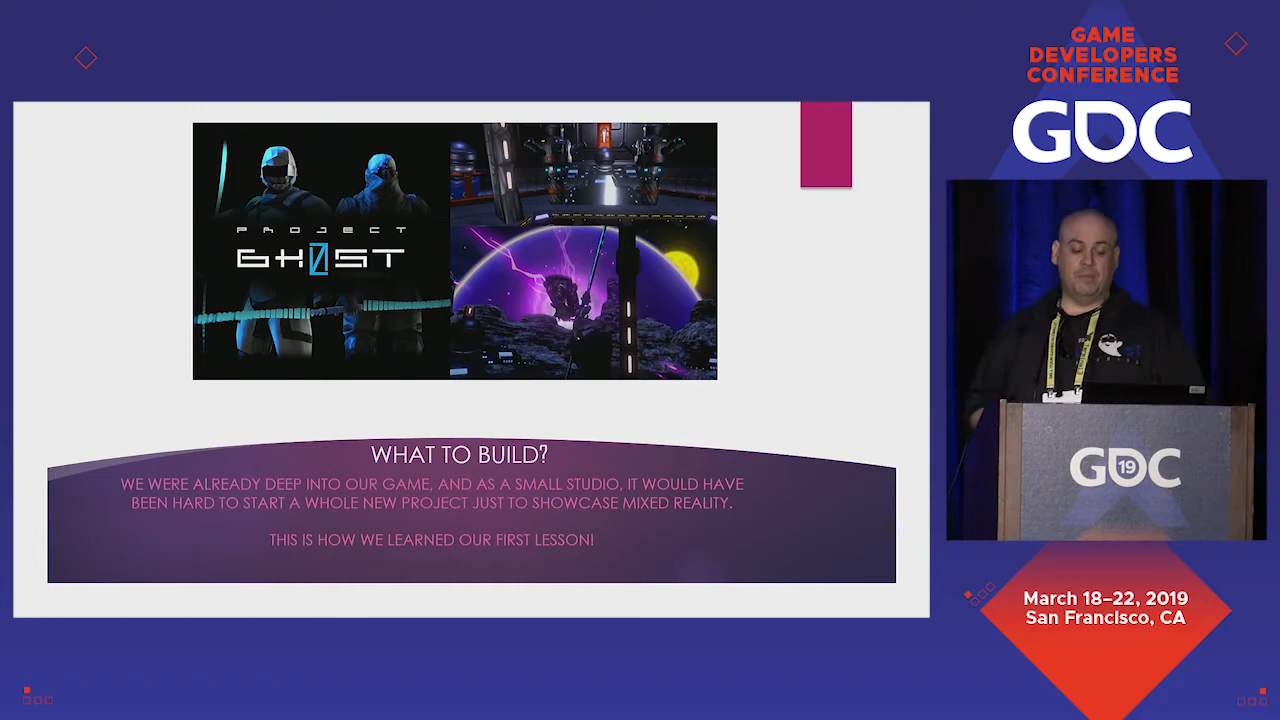 GAME
DEVELOPERS
CONFERENCE
GDC
PROJECT
GHØST
WHAT TO BUILD?
WE WERE ALREADY DEEP INTO OUR GAME, AND AS A SMALL STUDIO, IT WOULD HAVE
BEEN HARD TO START A WHOLE NEW PROJECT JUST TO SHOWCASE MIXED REALITY.
THIS IS HOW WE LEARNED OUR FIRST LESSON!
GDC
19
March 18–22, 2019
San Francisco, CA